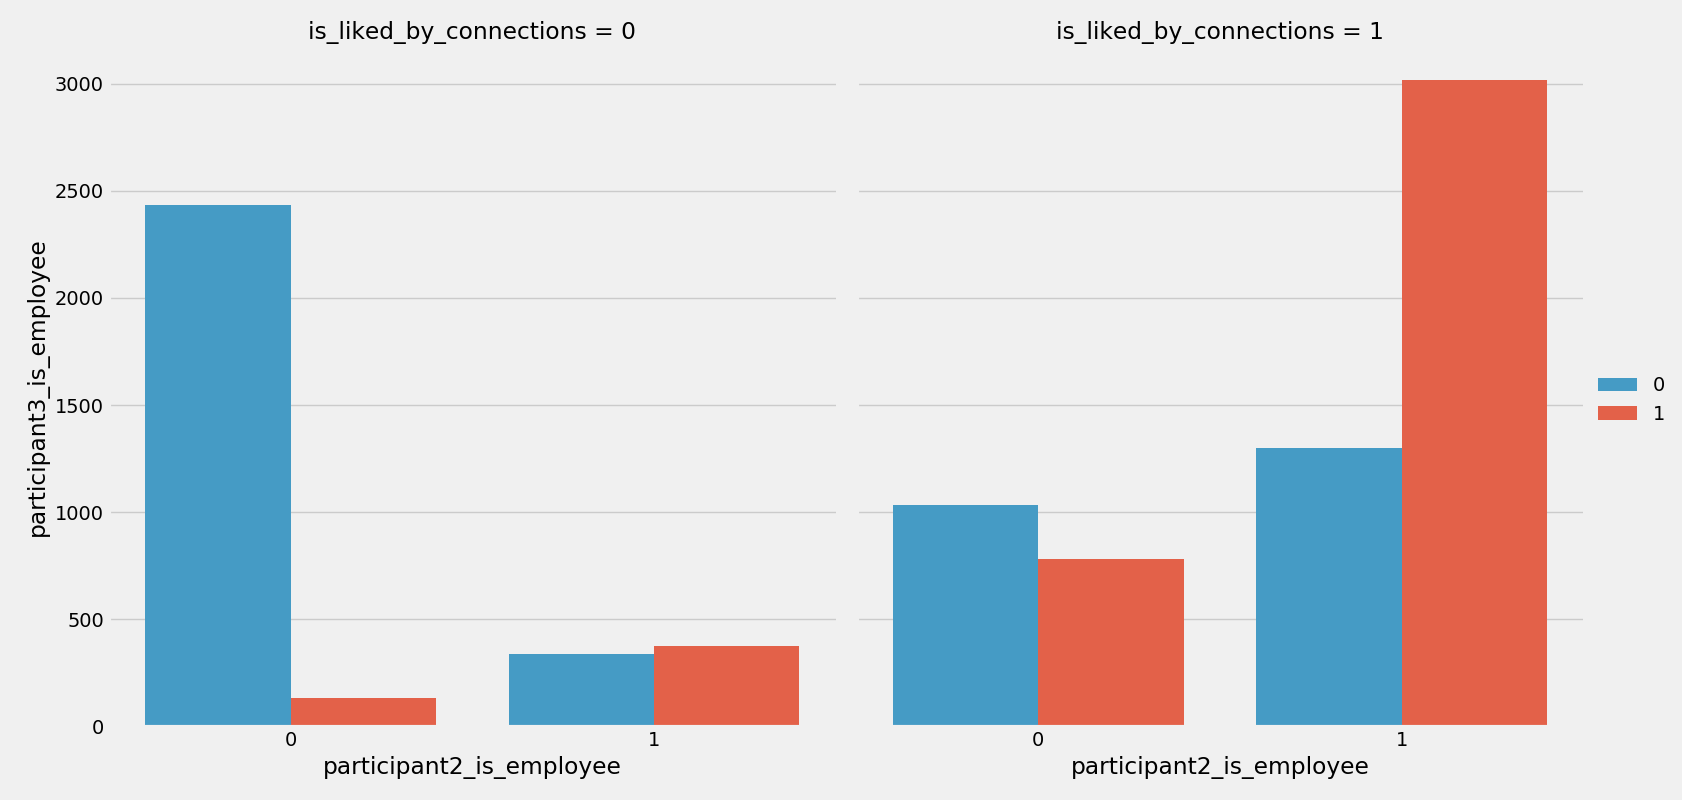 is_liked_by_connections = 0
is_liked_by_connections = 1
participant3_is_employee
3000
2500
2000
1500
1000
500
0
0
1
0
1
participant2_is_employee
participant2_is_employee
0
1